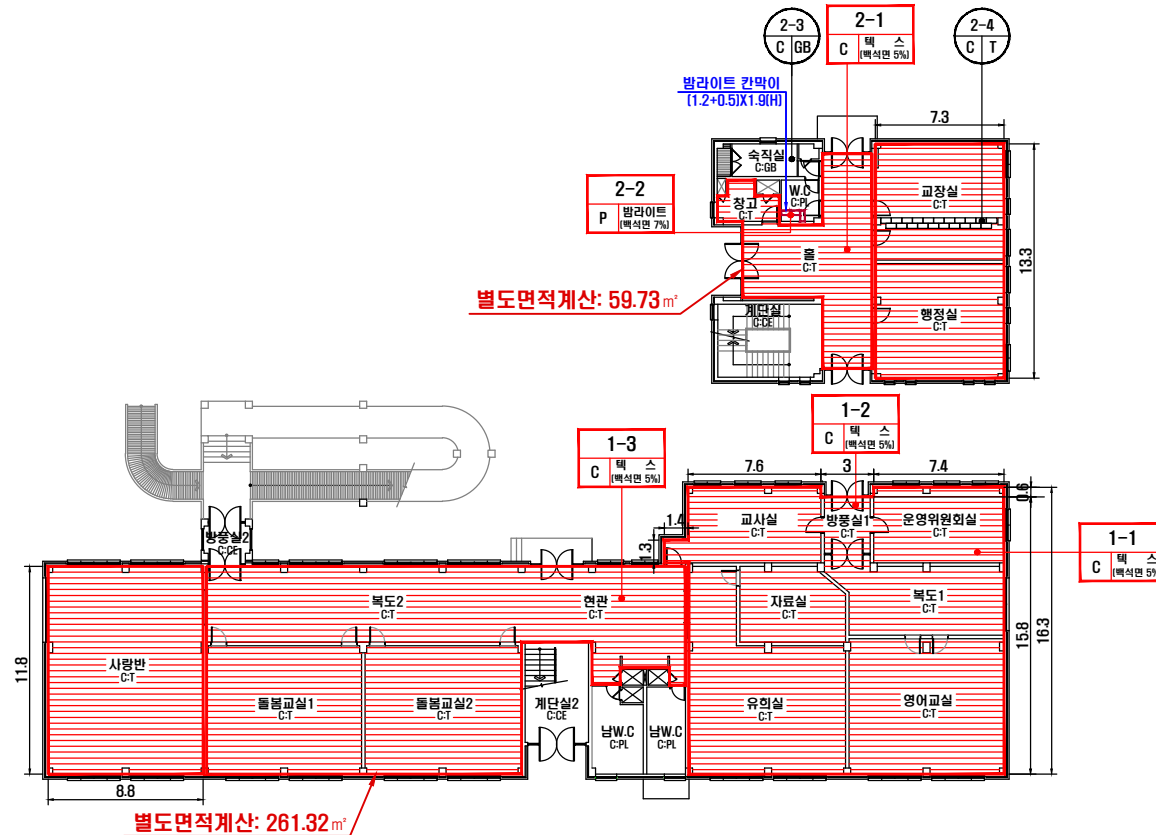 2-3
C GB
2-1
C 텍 스
(백석면 5%)
2-4
C T
밤라이트 칸막이
(1.2+0.5)X1.9(H)
7.3
숙직실
C:GB
2-2
P 밤라이트
(백석면 7%)
W.C
C:PL
창고
C:T
교장실
C:T
홀
C:T
13.3
별도면적계산: 59.73㎡
계단실
C:CE
행정실
C:T
1-2
C 텍 스
(백석면 5%)
1-3
C 텍 스
(백석면 5%)
7.6
3
7.4
0.6
교사실
C:T
방풍실1
C:T
운영위원회실
C:T
1.4
1.3
1-1
C 텍 스
(백석면 5%
방풍실2
C:CE
복도2
C:T
현관
C:T
자료실
C:T
복도1
C:T
15.8
16.3
11.8
사랑반
C:T
돌봄교실1
C:T
돌봄교실2
C:T
계단실2
C:CE
남W.C
C:PL
남W.C
C:PL
유희실
C:T
영어교실
C:T
8.8
별도면적계산: 261.32㎡